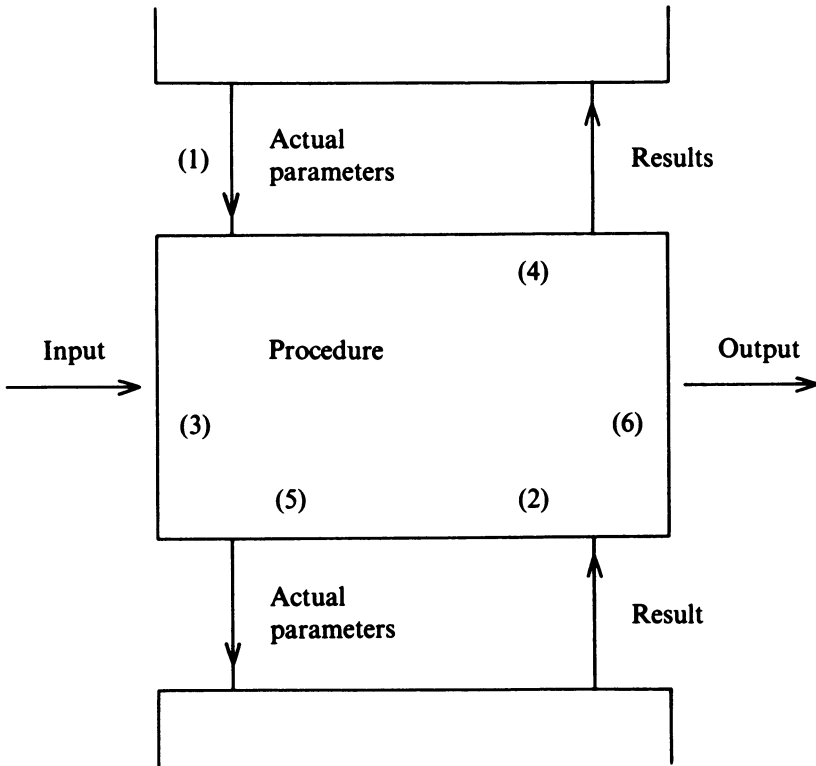 (1)
Actual
parameters
Results
(4)
Input
Procedure
Output
(3)
(6)
(5)
(2)
Actual
parameters
Result